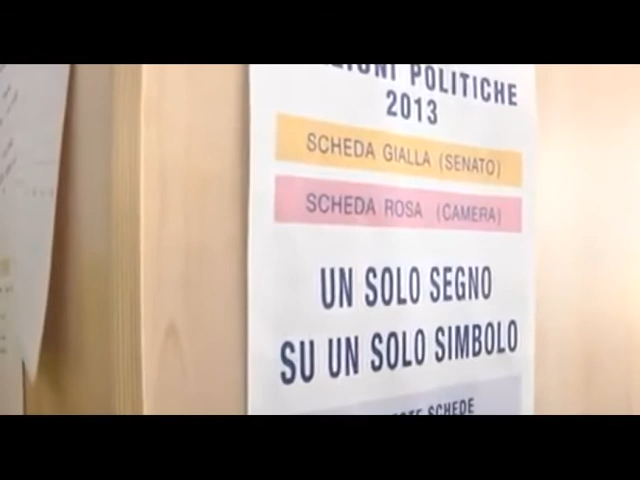 POLITICHE
2013
SCHEDA GIALLA (SENATO)
SCHEDA ROSA (CAMERA)
UN SOLO SEGNO
SU UN SOLO SIMBOLO
SCHEDE